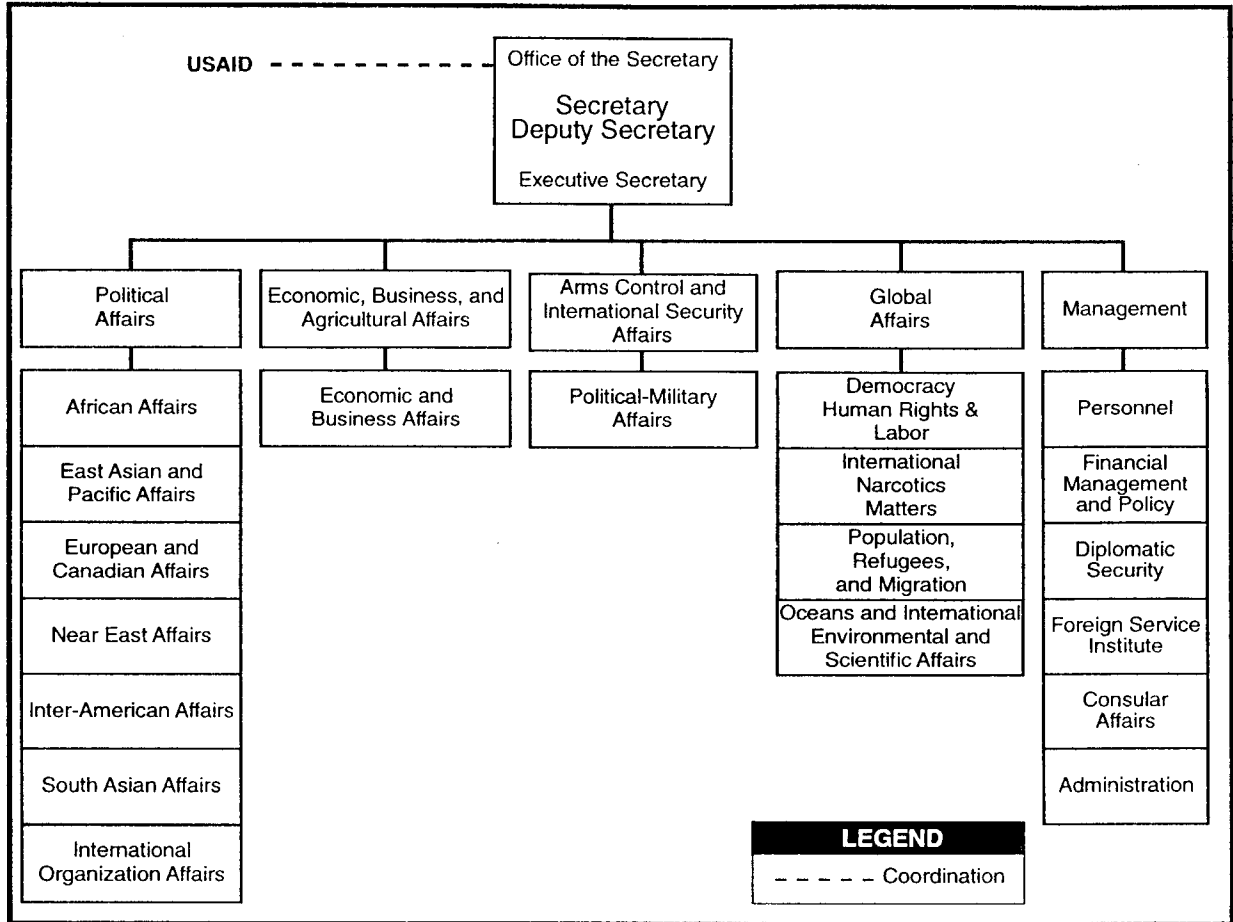 USAID
Office of the Secretary
Secretary
Deputy Secretary
Executive Secretary
Political
Affairs
Economic, Business, and
Agricultural Affairs
Arms Control and
International Security
Affairs
Global
Affairs
Management
African Affairs
East Asian and
Pacific Affairs
European and
Canadian Affairs
Near East Affairs
Inter-American Affairs
South Asian Affairs
International
Organization Affairs
Economic and
Business Affairs
Political-Military
Affairs
Democracy
Human Rights &
Labor
International
Narcotics
Matters
Population,
Refugees,
and Migration
Oceans and International
Environmental and
Scientific Affairs
Personnel
Financial
Management
and Policy
Diplomatic
Security
Foreign Service
Institute
Consular
Affairs
Administration
LEGEND
Coordination